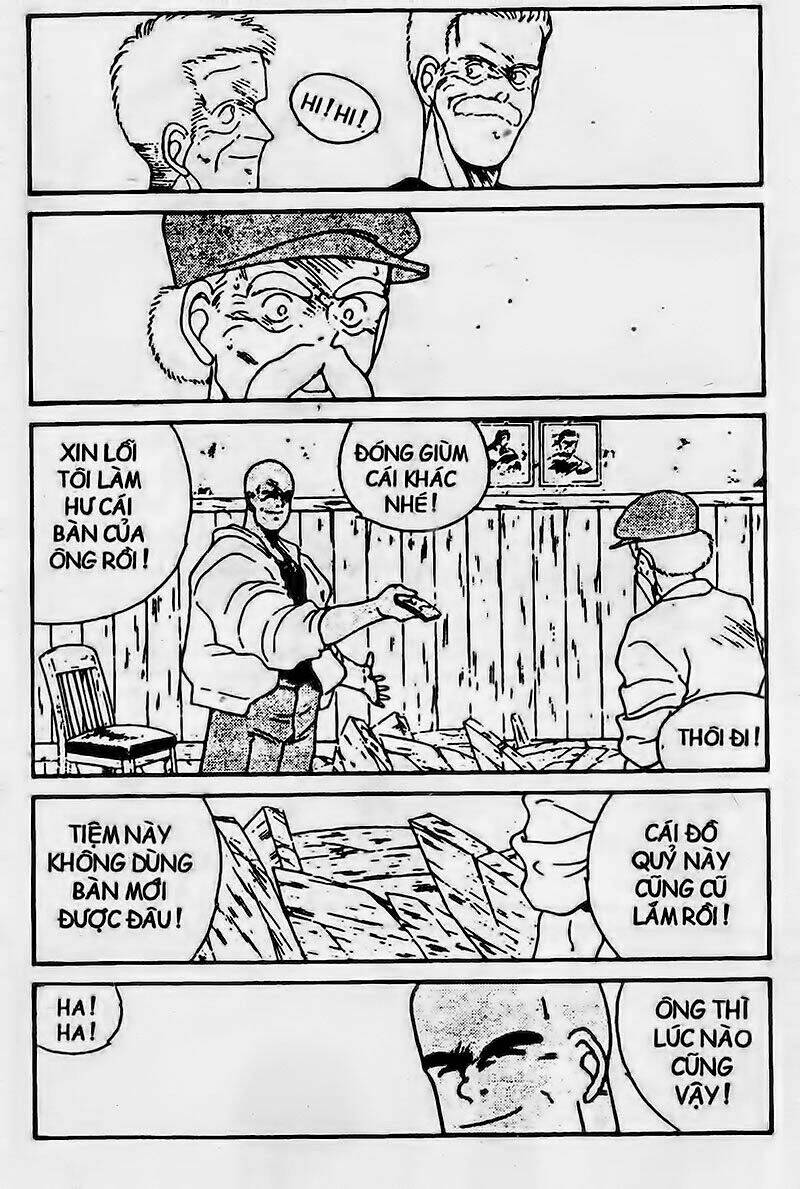 HI! HI!
XIN LỖI
TÔI LÀM
HƯ CÁI
BÀN CỦA
ÔNG RỒI!
ĐÓNG GIÙM
CÁI KHÁC
NHÉ!
THÔI ĐI!
TIỆM NÀY
KHÔNG DÙNG
BÀN MỚI
ĐƯỢC ĐÂU!
CÁI ĐỒ
QUỶ NÀY
CŨNG CŨ
LẮM RỒI!
HA!
HA!
ÔNG THÌ
LÚC NÀO
CŨNG
VẬY!